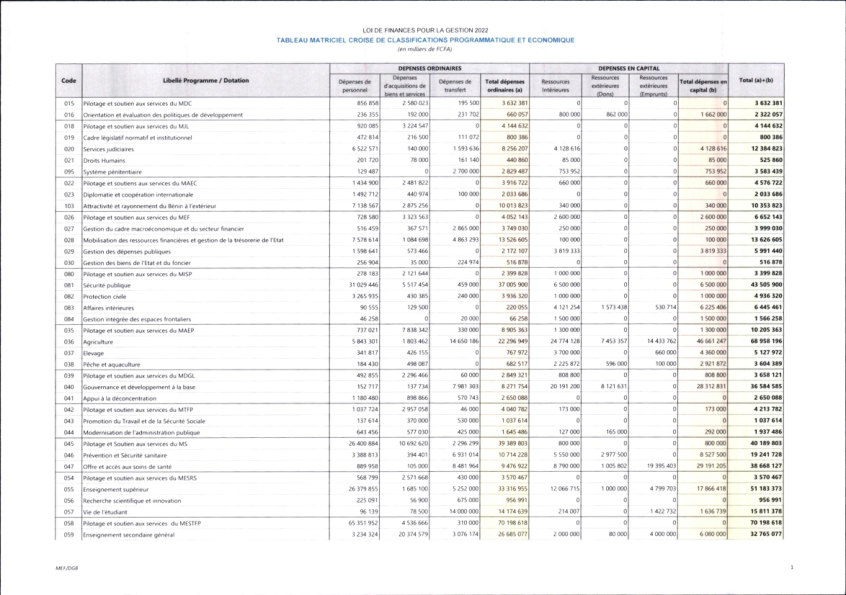 LOI DE FINANCES POUR LA GESTION 2022
TABLEAU MATRICIEL CROISE DE CLASSIFICATIONS PROGRAMMATIQUE ET ECONOMIQUE
(en milliers de FCFA)
DEPENSES ORDINAIRES DEPENSES EN CAPITAL
Code Libellé Programme / Dotation Dépenses de personnel Dépenses d'acquisitions de biens et services Dépenses de transfert Total dépenses ordinaires (a) Ressources Intérieures Ressources extérieures (Dons) Ressources extérieures (Emprunts) Total dépenses en capital (b) Total (a)+(b)
015 Pilotage et soutien aux services du MDC 856 858 2 580 023 195 500 3 632 381 0 0 0 0 3 632 381
016 Orientation et évaluation des politiques de développement 236 355 192 000 231 702 660 057 800 000 862 000 0 1 662 000 2 322 057
018 Pilotage et soutien aux services du MJL 920 085 3 224 547 0 4 144 632 0 0 0 0 4 144 632
019 Cadre législatif normatif et institutionnel 472 814 216 500 111 072 800 386 0 0 0 0 800 386
020 Services judiciaires 6 522 571 140 000 1 593 636 8 256 207 4 128 616 0 0 4 128 616 12 384 823
021 Droits Humains 201 720 78 000 161 140 440 860 85 000 0 0 85 000 525 860
095 Système pénitentiaire 129 487 0 2 700 000 2 829 487 753 952 0 0 753 952 3 583 439
022 Pilotage et soutiens aux services du MAEC 1 434 900 2 481 822 0 3 916 722 660 000 0 0 660 000 4 576 722
023 Diplomatie et coopération internationale 1 492 712 440 974 100 000 2 033 686 0 0 0 0 2 033 686
103 Attractivité et rayonnement du Bénin à l'extérieur 7 138 567 2 875 256 0 10 013 823 340 000 0 0 340 000 10 353 823
026 Pilotage et soutien aux services du MEF 728 580 3 323 563 0 4 052 143 2 600 000 0 0 2 600 000 6 652 143
027 Gestion du cadre macroéconomique et du secteur financier 516 459 367 571 2 865 000 3 749 030 250 000 0 0 250 000 3 999 030
028 Mobilisation des ressources financières et gestion de la trésorerie de l'Etat 7 578 614 1 084 698 4 863 293 13 526 605 100 000 0 0 100 000 13 626 605
029 Gestion des dépenses publiques 1 598 641 573 466 0 2 172 107 3 819 333 0 0 3 819 333 5 991 440
030 Gestion des biens de l'Etat et du foncier 256 904 35 000 224 974 516 878 0 0 0 0 516 878
080 Pilotage et soutien aux services du MISP 278 183 2 121 644 0 2 399 828 1 000 000 0 0 1 000 000 3 399 828
081 Sécurité publique 31 029 446 5 517 454 459 000 37 005 900 6 500 000 0 0 6 500 000 43 505 900
082 Protection civile 3 265 935 430 385 240 000 3 936 320 1 000 000 0 0 1 000 000 4 936 320
083 Affaires intérieures 90 555 129 500 0 220 055 4 121 254 1 573 438 530 714 6 225 406 6 445 461
084 Gestion intégrée des espaces frontaliers 46 258 0 20 000 66 258 1 500 000 0 0 1 500 000 1 566 258
035 Pilotage et soutien aux services du MAEP 737 021 7 838 342 330 000 8 905 363 1 300 000 0 0 1 300 000 10 205 363
036 Agriculture 5 843 301 1 803 462 14 650 186 22 296 949 24 774 128 7 453 357 14 433 762 46 661 247 68 958 196
037 Elevage 341 817 426 155 0 767 972 3 700 000 0 660 000 4 360 000 5 127 972
038 Pêche et aquaculture 184 430 498 087 0 682 517 2 225 872 596 000 100 000 2 921 872 3 604 389
039 Pilotage et soutien aux services du MDGL 492 855 2 296 466 60 000 2 849 321 808 800 0 0 808 800 3 658 121
040 Gouvernance et développement à la base 152 717 137 734 7 981 303 8 271 754 20 191 200 8 121 631 0 28 312 831 36 584 585
041 Appui à la déconcentration 1 180 480 898 866 570 743 2 650 088 0 0 0 0 2 650 088
042 Pilotage et soutien aux services du MTFP 1 037 724 2 957 058 46 000 4 040 782 173 000 0 0 173 000 4 213 782
043 Promotion du Travail et de la Sécurité Sociale 137 614 370 000 530 000 1 037 614 0 0 0 0 1 037 614
044 Modernisation de l'administration publique 643 456 577 030 425 000 1 645 486 127 000 165 000 0 292 000 1 937 486
045 Pilotage et Soutien aux services du MS 26 400 884 10 692 620 2 296 299 39 389 803 800 000 0 0 800 000 40 189 803
046 Prévention et Sécurité sanitaire 3 388 813 394 401 6 931 014 10 714 228 5 550 000 2 977 500 0 8 527 500 19 241 728
047 Offre et accès aux soins de santé 889 958 105 000 8 481 964 9 476 922 8 790 000 1 005 802 19 395 403 29 191 205 38 668 127
054 Pilotage et soutien aux services du MESRS 568 799 2 571 668 430 000 3 570 467 0 0 0 0 3 570 467
055 Enseignement supérieur 26 379 855 1 685 100 5 252 000 33 316 955 12 066 715 1 000 000 4 799 703 17 866 418 51 183 373
056 Recherche scientifique et innovation 225 091 56 900 675 000 956 991 0 0 0 0 956 991
057 Vie de l'étudiant 96 139 78 500 14 000 000 14 174 639 214 007 0 1 422 732 1 636 739 15 811 378
058 Pilotage et soutien aux services du MESTFP 65 351 952 4 536 666 310 000 70 198 618 0 0 0 0 70 198 618
059 Enseignement secondaire général 3 234 324 20 374 579 3 076 174 26 685 077 2 000 000 80 000 4 000 000 6 080 000 32 765 077
MEF/DGB 1